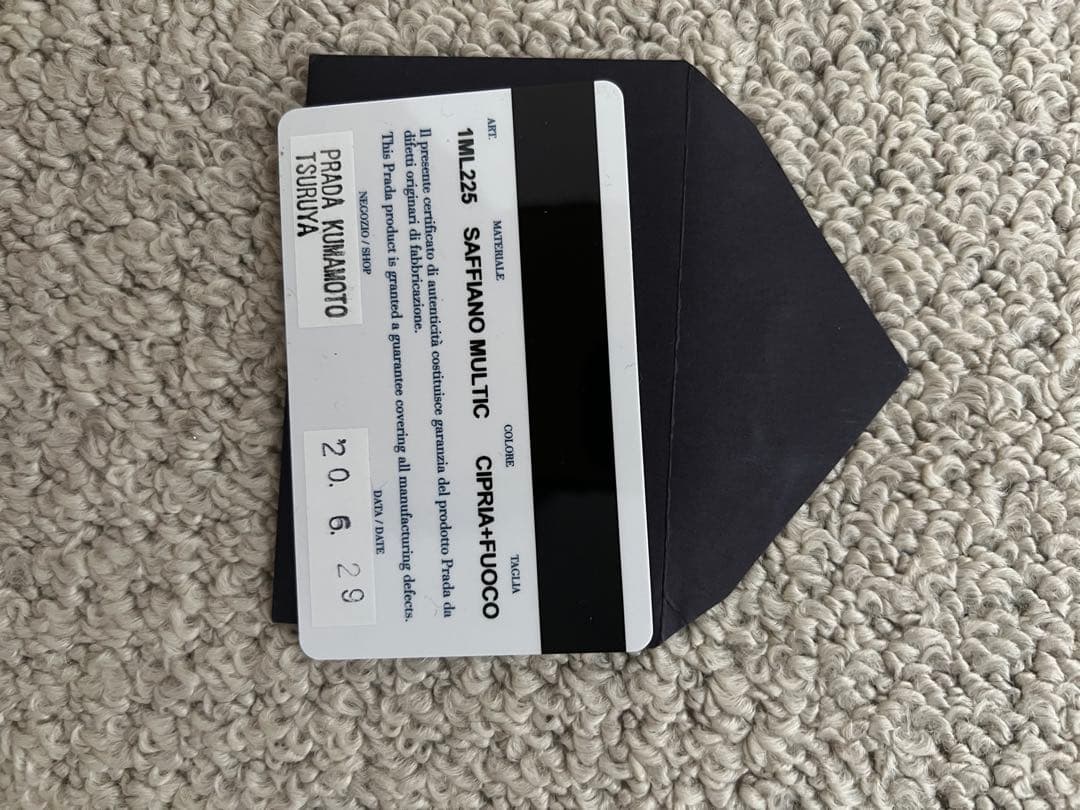 ART. MATERIALE COLORE TAGLIA
1ML225 SAFFIANO MULTIC CIPRIA+FUOCO
Il presente certificato di autenticità costituisce garanzia del prodotto Prada da
difetti originari di fabbricazione.
This Prada product is granted a guarantee covering all manufacturing defects.
NEGOZIO / SHOP DATA / DATE
PRADA KUMAMOTO
TSURUYA
'20. 6. 29